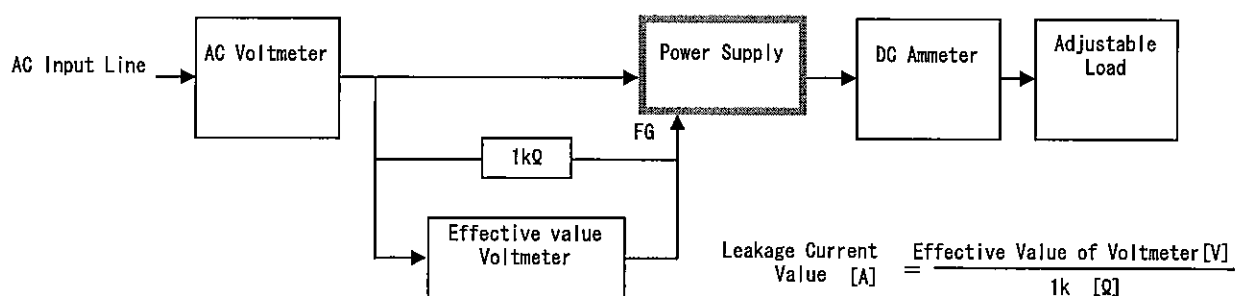 AC Input Line
AC Voltmeter
Power Supply
DC Ammeter
Adjustable
Load
FG
1kΩ
Effective value
Voltmeter
Leakage Current
Value [A]
= Effective Value of Voltmeter[V]
1k [Ω]